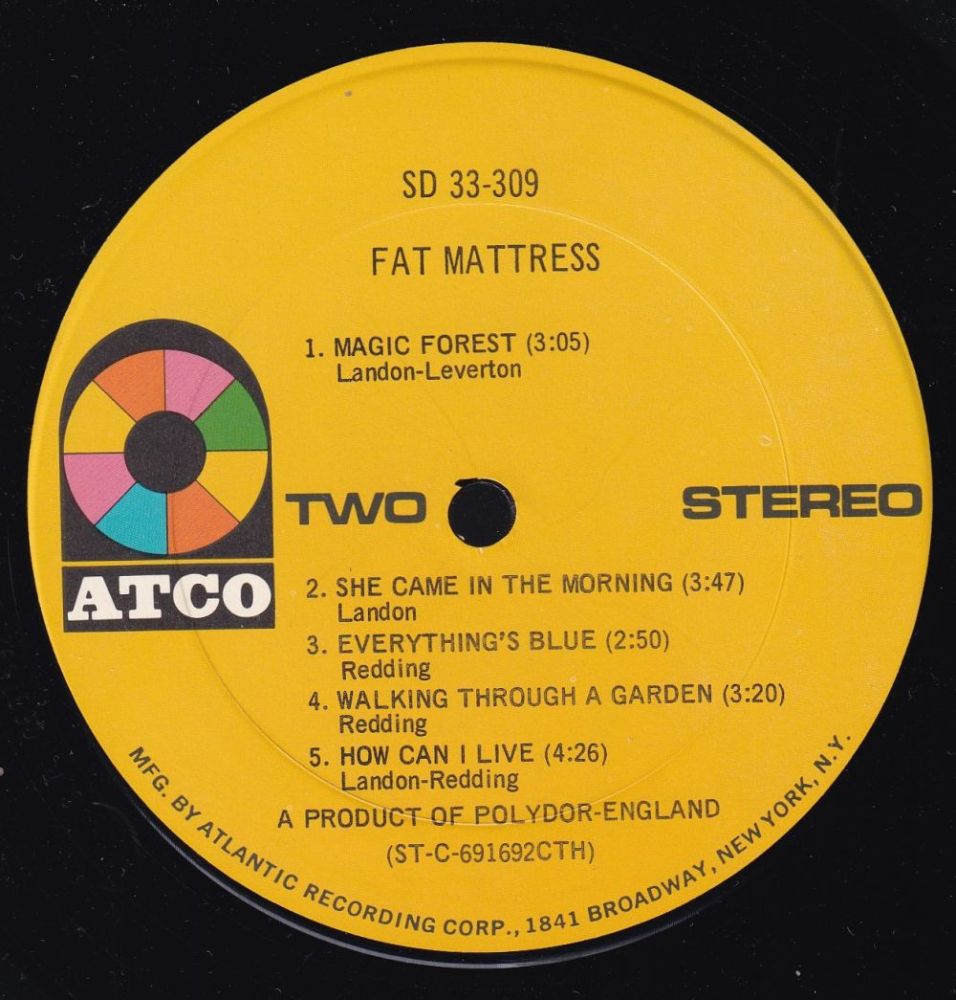 SD 33-309
FAT MATTRESS
1. MAGIC FOREST (3:05)
Landon-Leverton
ATCO
TWO
STEREO
2. SHE CAME IN THE MORNING (3:47)
Landon
3. EVERYTHING'S BLUE (2:50)
Redding
4. WALKING THROUGH A GARDEN (3:20)
Redding
5. HOW CAN I LIVE (4:26)
Landon-Redding
A PRODUCT OF POLYDOR-ENGLAND
(ST-C-691692CTH)
MFG. BY ATLANTIC RECORDING CORP., 1841 BROADWAY, NEW YORK, N.Y.